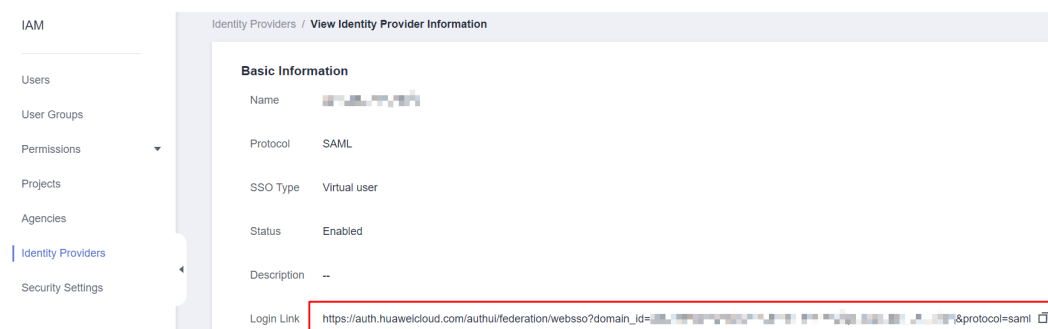 IAM
Identity Providers / View Identity Provider Information
Users
User Groups
Permissions
Projects
Agencies
Identity Providers
Security Settings
Basic Information
Name
Protocol SAML
SSO Type Virtual user
Status Enabled
Description --
Login Link https://auth.huaweicloud.com/authui/federation/websso?domain_id= &protocol=saml